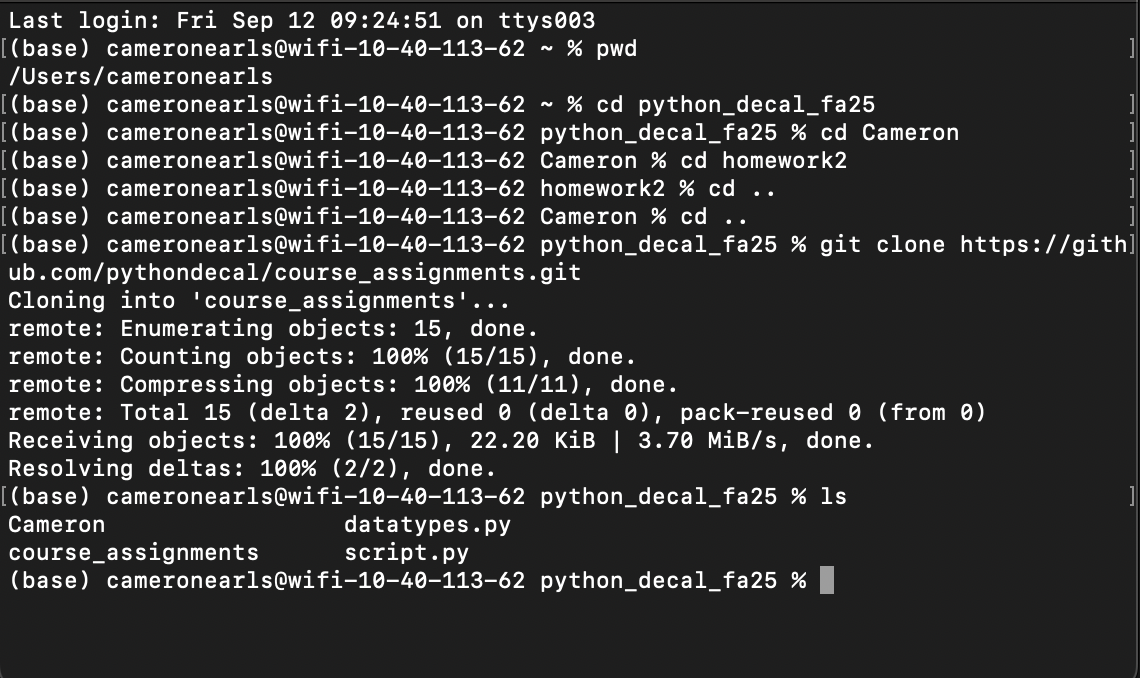 Last login: Fri Sep 12 09:24:51 on ttys003
[(base) cameronearls@wifi-10-40-113-62 ~ % pwd ]
/Users/cameronearls
[(base) cameronearls@wifi-10-40-113-62 ~ % cd python_decal_fa25 ]
[(base) cameronearls@wifi-10-40-113-62 python_decal_fa25 % cd Cameron ]
[(base) cameronearls@wifi-10-40-113-62 Cameron % cd homework2 ]
[(base) cameronearls@wifi-10-40-113-62 homework2 % cd .. ]
[(base) cameronearls@wifi-10-40-113-62 Cameron % cd .. ]
[(base) cameronearls@wifi-10-40-113-62 python_decal_fa25 % git clone https://gith]
ub.com/pythondecal/course_assignments.git
Cloning into 'course_assignments'...
remote: Enumerating objects: 15, done.
remote: Counting objects: 100% (15/15), done.
remote: Compressing objects: 100% (11/11), done.
remote: Total 15 (delta 2), reused 0 (delta 0), pack-reused 0 (from 0)
Receiving objects: 100% (15/15), 22.20 KiB | 3.70 MiB/s, done.
Resolving deltas: 100% (2/2), done.
[(base) cameronearls@wifi-10-40-113-62 python_decal_fa25 % ls ]
Cameron datatypes.py
course_assignments script.py
(base) cameronearls@wifi-10-40-113-62 python_decal_fa25 %